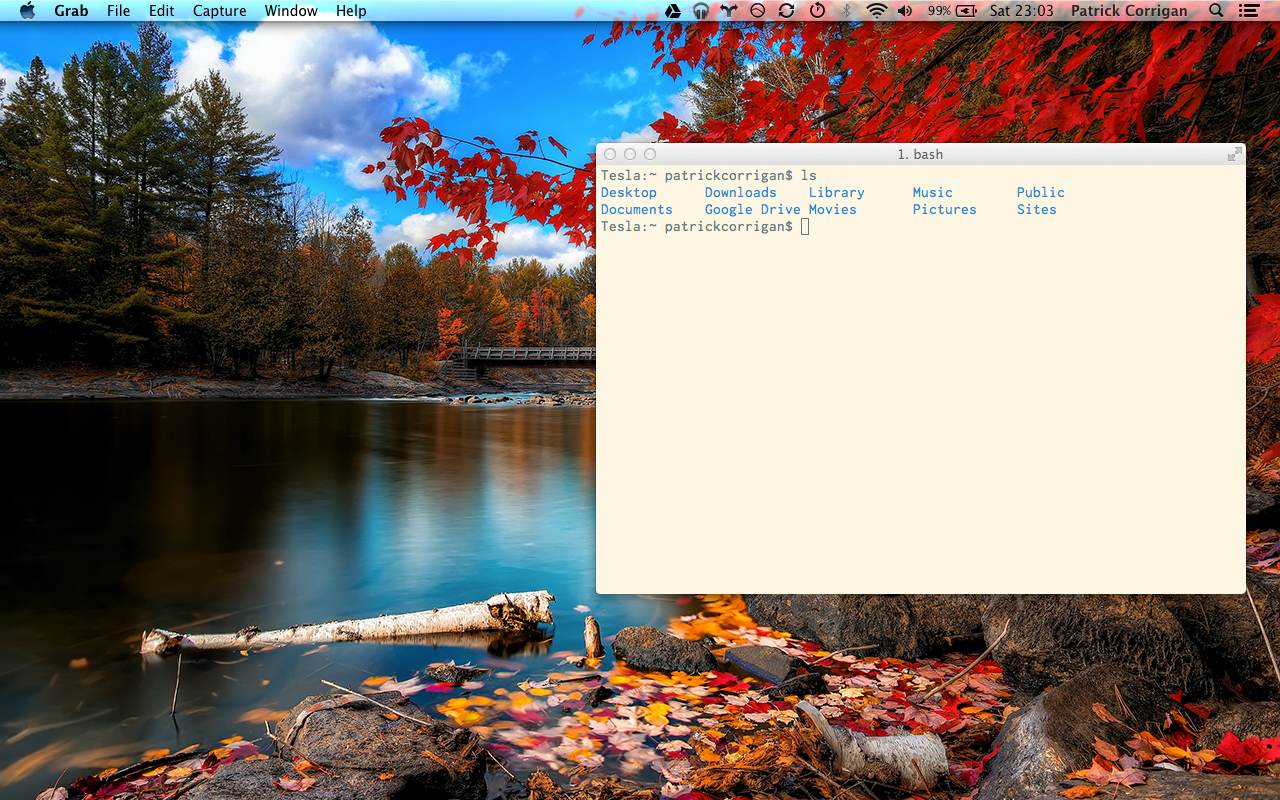 Grab File Edit Capture Window Help 99% Sat 23:03 Patrick Corrigan
1. bash
Tesla:~ patrickcorrigan$ ls
Desktop Downloads Library Music Public
Documents Google Drive Movies Pictures Sites
Tesla:~ patrickcorrigan$